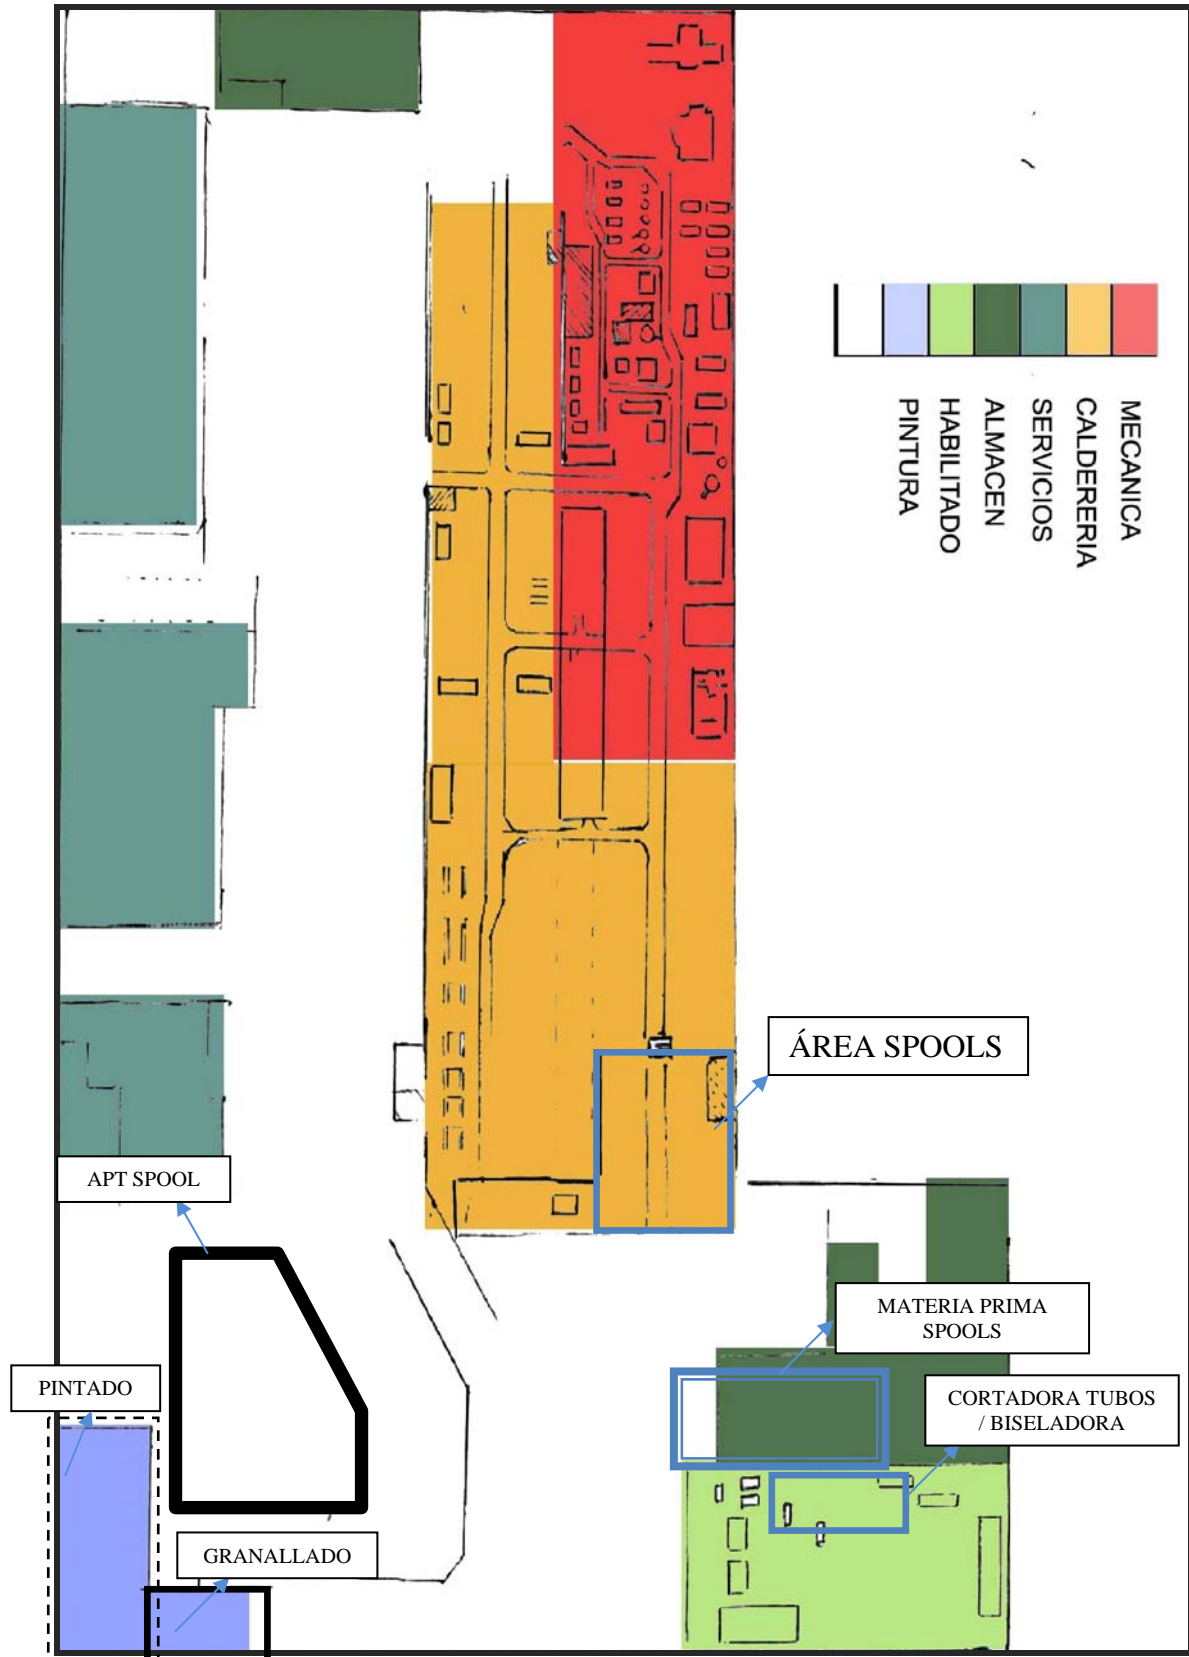 MECANICA
CALDERERIA
SERVICIOS
ALMACEN
HABILITADO
PINTURA
ÁREA SPOOLS
APT SPOOL
MATERIA PRIMA
SPOOLS
PINTADO
CORTADORA TUBOS
/ BISELADORA
GRANALLADO